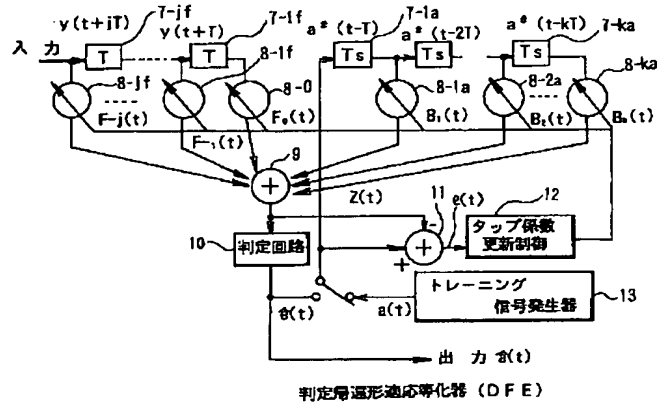 y(t+jT) 7-jf y(t+T) 7-1f a*(t-T) 7-1a a*(t-2T) a*(t-kT) 7-ka
入 力 T T Ts Ts Ts
8-jf 8-1f 8-0 8-1a 8-2a 8-ka
F-j(t) F-1(t) F₀(t) B₁(t) B₂(t) Bₖ(t)
9
Z(t) 11 e(t) 12
10 判定回路 + - + タップ係数
更新制御
トレーニング
信号発生器 13
â(t) a(t)
出 力 â(t)
判定帰還形適応等化器 (DFE)